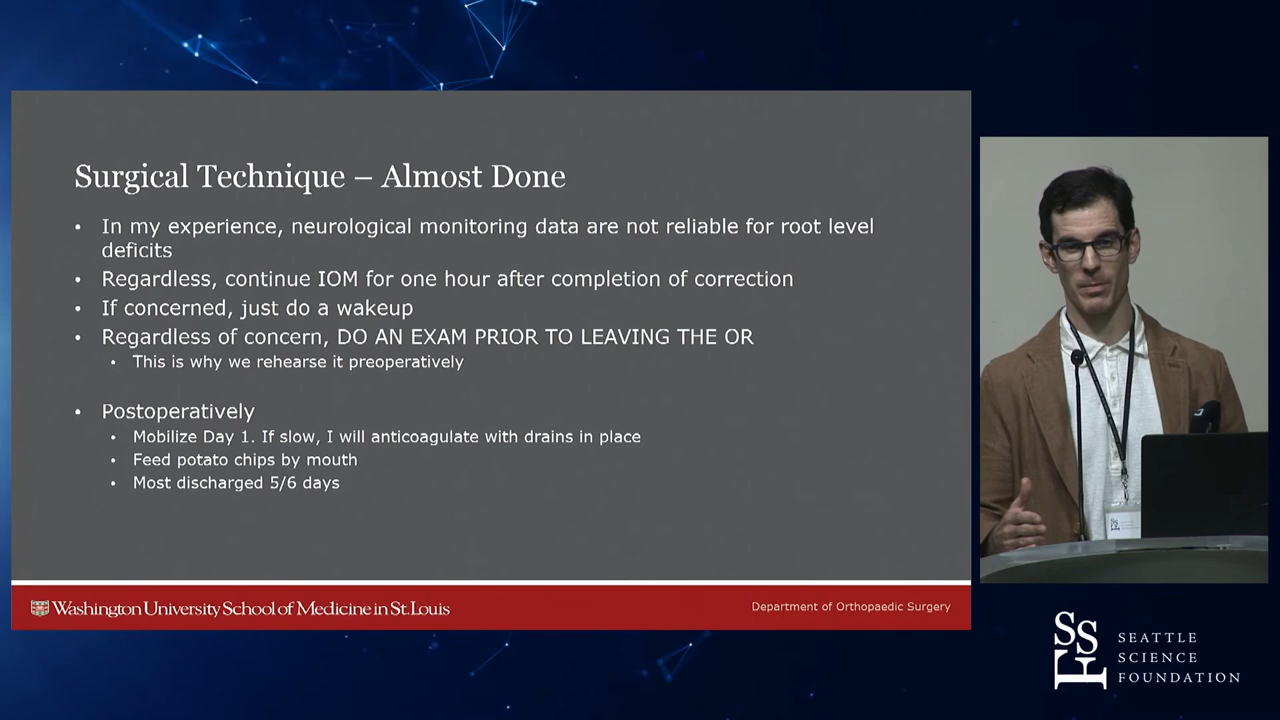 Surgical Technique – Almost Done
• In my experience, neurological monitoring data are not reliable for root level
deficits
• Regardless, continue IOM for one hour after completion of correction
• If concerned, just do a wakeup
• Regardless of concern, DO AN EXAM PRIOR TO LEAVING THE OR
• This is why we rehearse it preoperatively
• Postoperatively
• Mobilize Day 1. If slow, I will anticoagulate with drains in place
• Feed potato chips by mouth
• Most discharged 5/6 days
Washington University School of Medicine in St. Louis
Department of Orthopaedic Surgery
SSF
SEATTLE
SCIENCE
FOUNDATION